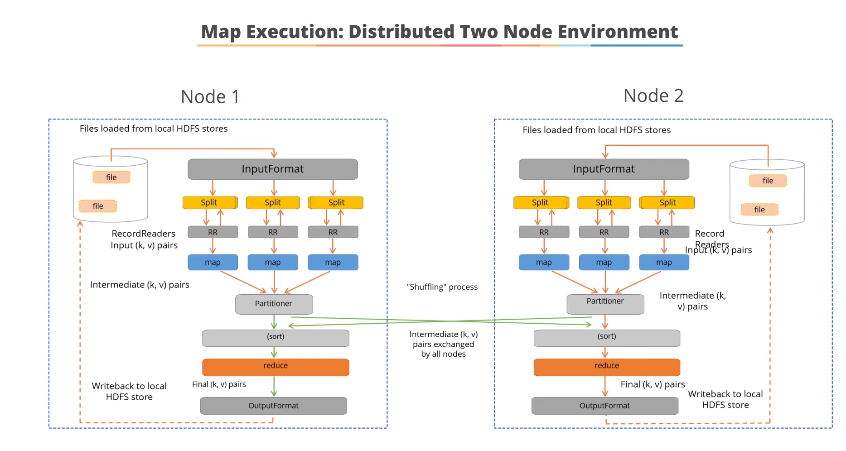 Map Execution: Distributed Two Node Environment
Node 1
Node 2
Files loaded from local HDFS stores
file
file
InputFormat
Split
Split
Split
RecordReaders
RR
RR
RR
Input (k, v) pairs
map
map
map
Intermediate (k, v) pairs
Partitioner
(sort)
reduce
Final (k, v) pairs
Writeback to local
HDFS store
OutputFormat
"Shuffling" process
Intermediate (k, v)
pairs exchanged
by all nodes
Files loaded from local HDFS stores
InputFormat
file
file
Split
Split
Split
RR
RR
RR
Record
Readers
Input (k, v) pairs
map
map
map
Intermediate (k,
v) pairs
Partitioner
(sort)
reduce
Final (k, v) pairs
Writeback to local
HDFS store
OutputFormat